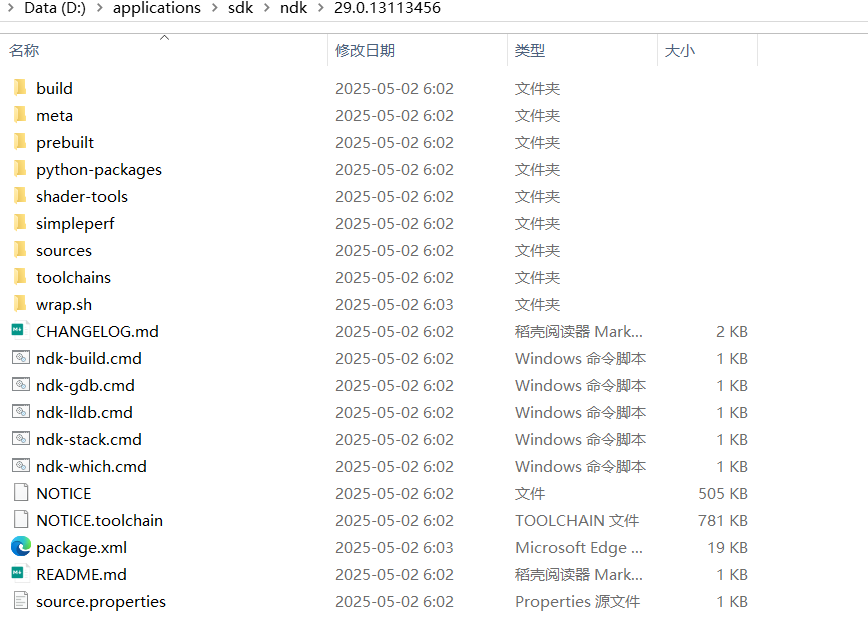 Data (D:) > applications > sdk > ndk > 29.0.13113456
名称 修改日期 类型 大小
build 2025-05-02 6:02 文件夹
meta 2025-05-02 6:02 文件夹
prebuilt 2025-05-02 6:02 文件夹
python-packages 2025-05-02 6:02 文件夹
shader-tools 2025-05-02 6:02 文件夹
simpleperf 2025-05-02 6:02 文件夹
sources 2025-05-02 6:02 文件夹
toolchains 2025-05-02 6:02 文件夹
wrap.sh 2025-05-02 6:03 文件夹
CHANGELOG.md 2025-05-02 6:02 稻壳阅读器 Mark... 2 KB
ndk-build.cmd 2025-05-02 6:02 Windows 命令脚本 1 KB
ndk-gdb.cmd 2025-05-02 6:02 Windows 命令脚本 1 KB
ndk-lldb.cmd 2025-05-02 6:02 Windows 命令脚本 1 KB
ndk-stack.cmd 2025-05-02 6:02 Windows 命令脚本 1 KB
ndk-which.cmd 2025-05-02 6:02 Windows 命令脚本 1 KB
NOTICE 2025-05-02 6:02 文件 505 KB
NOTICE.toolchain 2025-05-02 6:02 TOOLCHAIN 文件 781 KB
package.xml 2025-05-02 6:03 Microsoft Edge ... 19 KB
README.md 2025-05-02 6:02 稻壳阅读器 Mark... 1 KB
source.properties 2025-05-02 6:02 Properties 源文件 1 KB